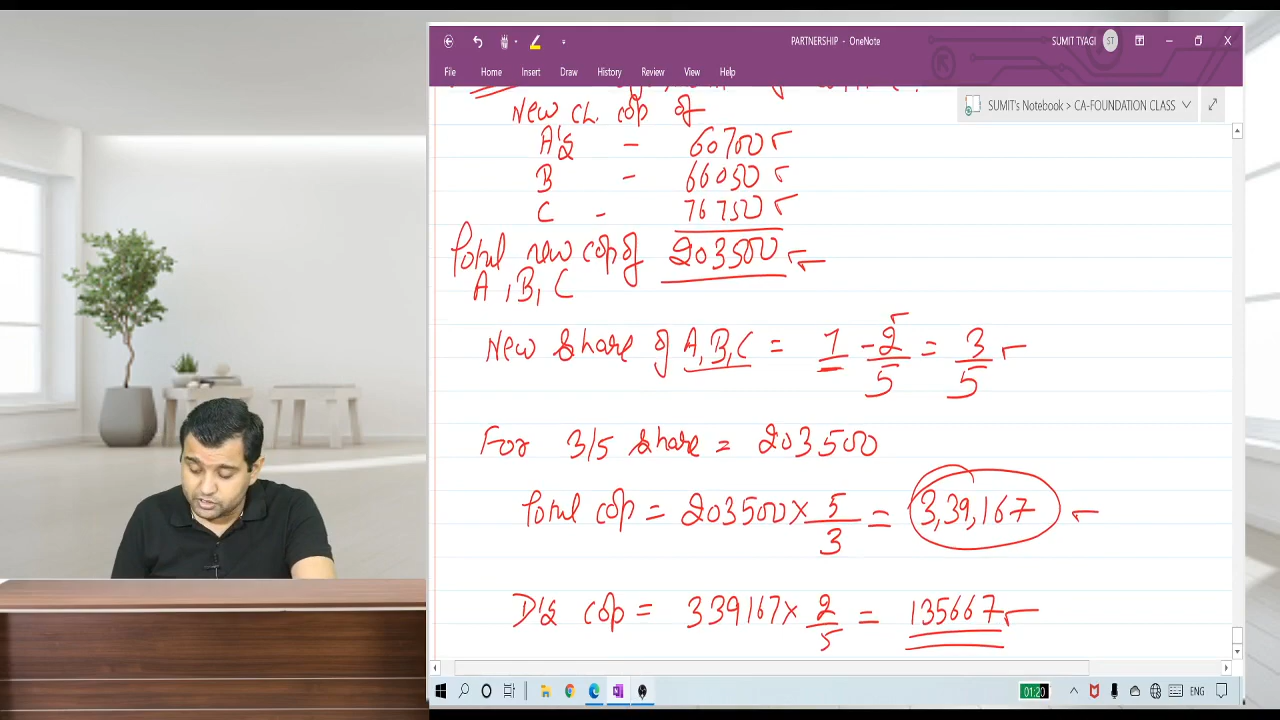 PARTNERSHIP - OneNote
SUMIT TYAGI ST
File Home Insert Draw History Review View Help
SUMIT's Notebook > CA-FOUNDATION CLASS
New CL. cap of
A's - 60700
B - 66050
C - 76750
Total new cap of 203500
A, B, C
New Share of A, B, C = 1 - 2/5 = 3/5
For 3/5 share = 203500
Total cap = 203500 × 5/3 = 3,39,167
D's cap = 339167 × 2/5 = 135667
01:20 ENG